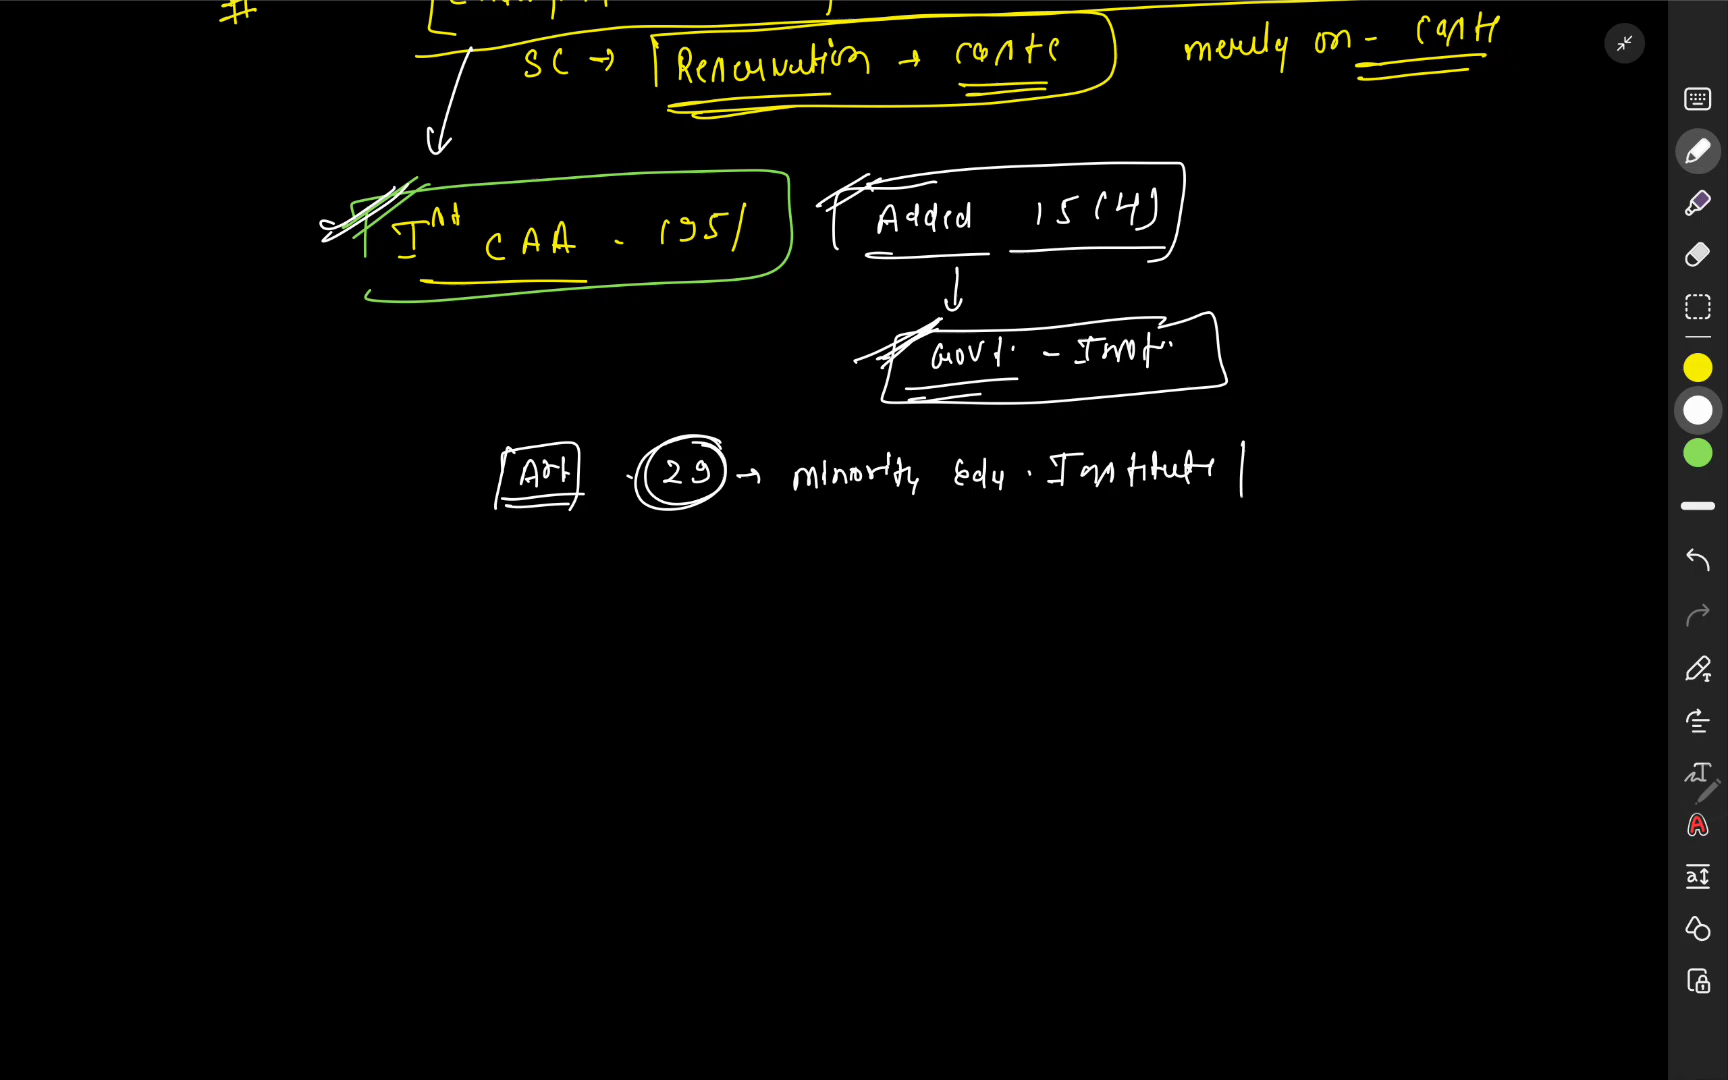 #
SC → Reservation → caste merely on - caste
Ist CAA - 1951 Added 15(4)
↓
Govt. - Inst.
Art. 29 → minority Edu. Institute |